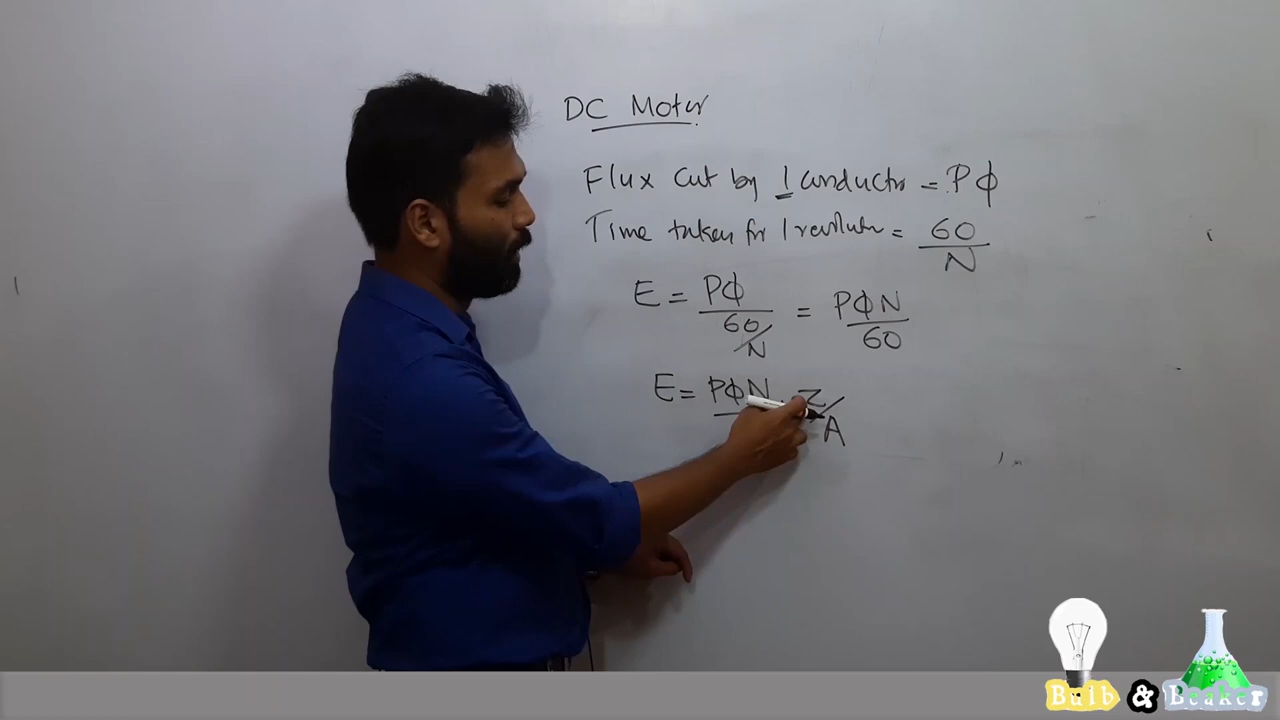 DC Motor
Flux cut by 1 conductor = PΦ
Time taken for 1 revolution = 60/N
E = PΦ / (60/N) = PΦN/60
E = PΦN Z/A
Bulb & Beaker